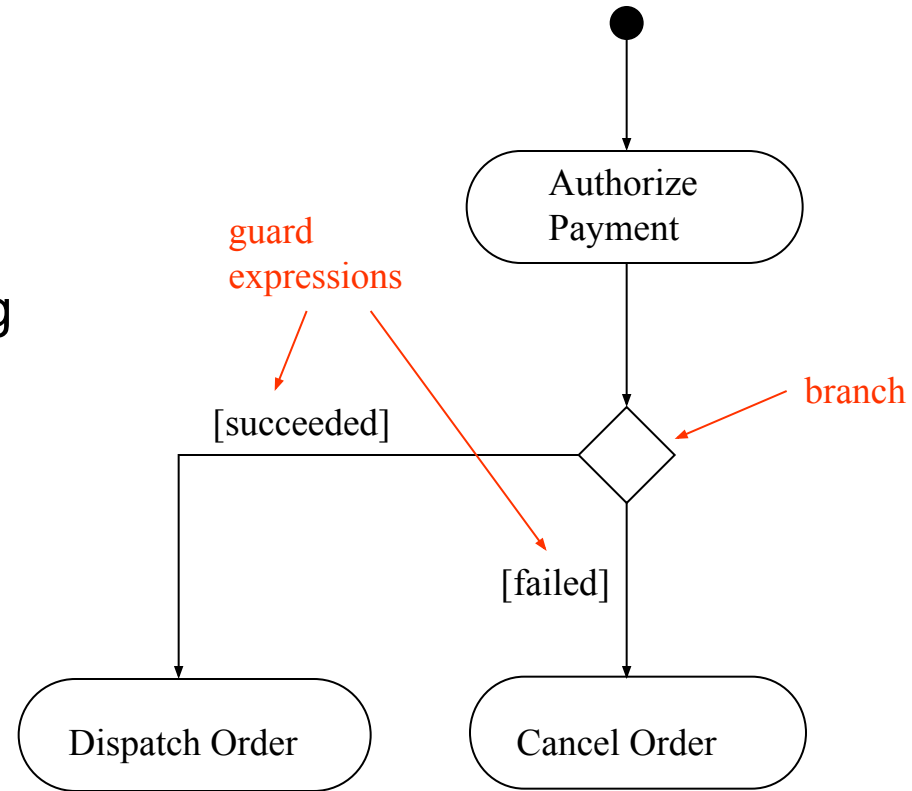 Authorize
Payment
guard
expressions
g
branch
[succeeded]
[failed]
Dispatch Order
Cancel Order